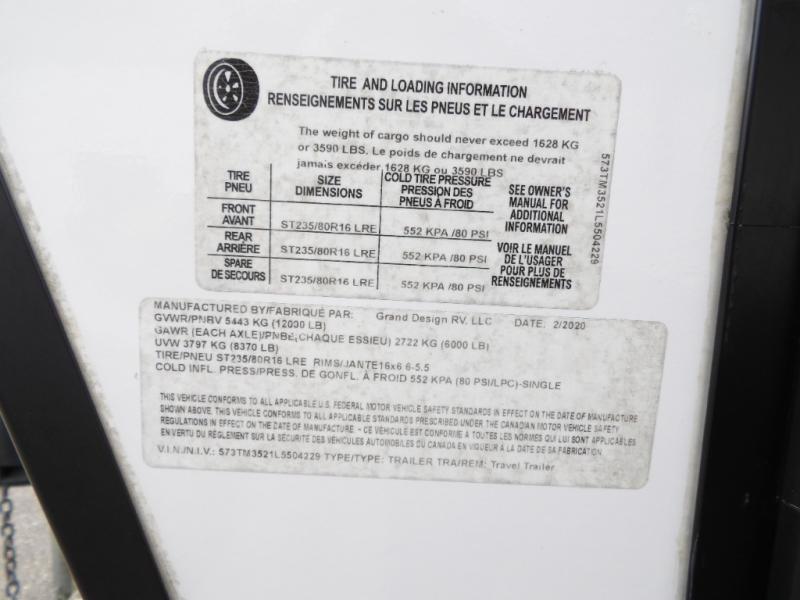 TIRE AND LOADING INFORMATION
RENSEIGNEMENTS SUR LES PNEUS ET LE CHARGEMENT
The weight of cargo should never exceed 1628 KG
or 3590 LBS. Le poids de chargement ne devrait
jamais excéder 1628 KG ou 3590 LBS
TIRE
PNEU
SIZE
DIMENSIONS
COLD TIRE PRESSURE
PRESSION DES
PNEUS À FROID
FRONT
AVANT
ST235/80R16 LRE
552 KPA /80 PSI
REAR
ARRIÈRE
ST235/80R16 LRE
552 KPA /80 PSI
SPARE
DE SECOURS
ST235/80R16 LRE
552 KPA /80 PSI
SEE OWNER'S
MANUAL FOR
ADDITIONAL
INFORMATION
VOIR LE MANUEL
DE L'USAGER
POUR PLUS DE
RENSEIGNEMENTS
573TM3521L5504229
MANUFACTURED BY/FABRIQUÉ PAR: Grand Design RV, LLC DATE: 2/2020
GVWR/PNBV 5443 KG (12000 LB)
GAWR (EACH AXLE)/PNBE(CHAQUE ESSIEU) 2722 KG (6000 LB)
UVW 3797 KG (8370 LB)
TIRE/PNEU ST235/80R16 LRE RIMS/JANTE16x6 6-5.5
COLD INFL. PRESS/PRESS. DE GONFL. À FROID 552 KPA (80 PSI/LPC)-SINGLE
THIS VEHICLE CONFORMS TO ALL APPLICABLE U.S. FEDERAL MOTOR VEHICLE SAFETY STANDARDS IN EFFECT ON THE DATE OF MANUFACTURE
SHOWN ABOVE. THIS VEHICLE CONFORMS TO ALL APPLICABLE STANDARDS PRESCRIBED UNDER THE CANADIAN MOTOR VEHICLE SAFETY
REGULATIONS IN EFFECT ON THE DATE OF MANUFACTURE - CE VÉHICULE EST CONFORME À TOUTES LES NORMES QUI LUI SONT APPLICABLES
EN VERTU DU RÈGLEMENT SUR LA SÉCURITÉ DES VÉHICULES AUTOMOBILES DU CANADA EN VIGUEUR À LA DATE DE SA FABRICATION
V.I.N./N.I.V.: 573TM3521L5504229 TYPE/TYPE: TRAILER TRA/REM: Travel Trailer